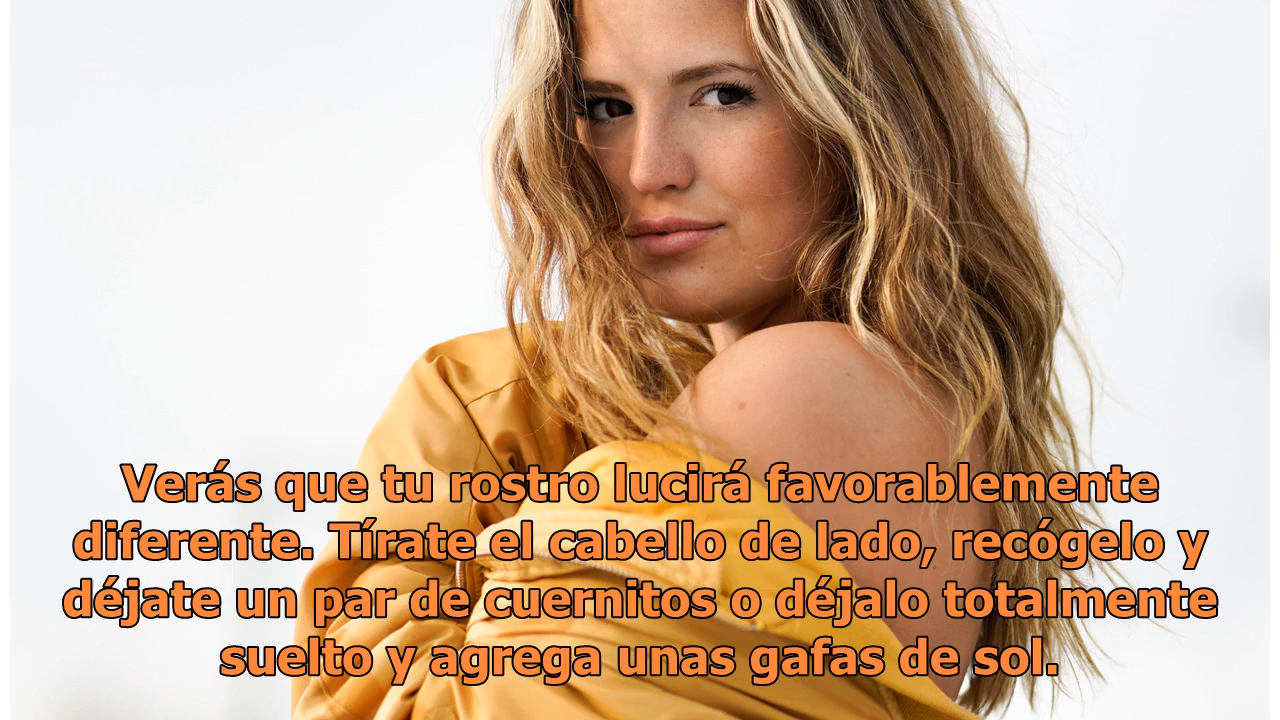 Verás que tu rostro lucirá favorablemente
diferente. Tírate el cabello de lado, recógelo y
déjate un par de cuernitos o déjalo totalmente
suelto y agrega unas gafas de sol.